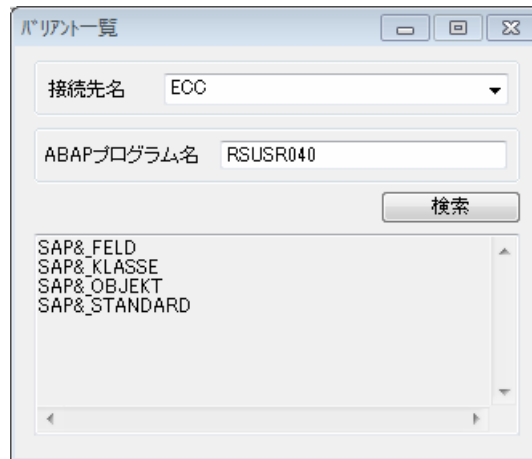 ﾊﾞﾘｱﾝﾄ一覧
接続先名 ECC
ABAPプログラム名 RSUSR040
検索
SAP&_FELD
SAP&_KLASSE
SAP&_OBJEKT
SAP&_STANDARD